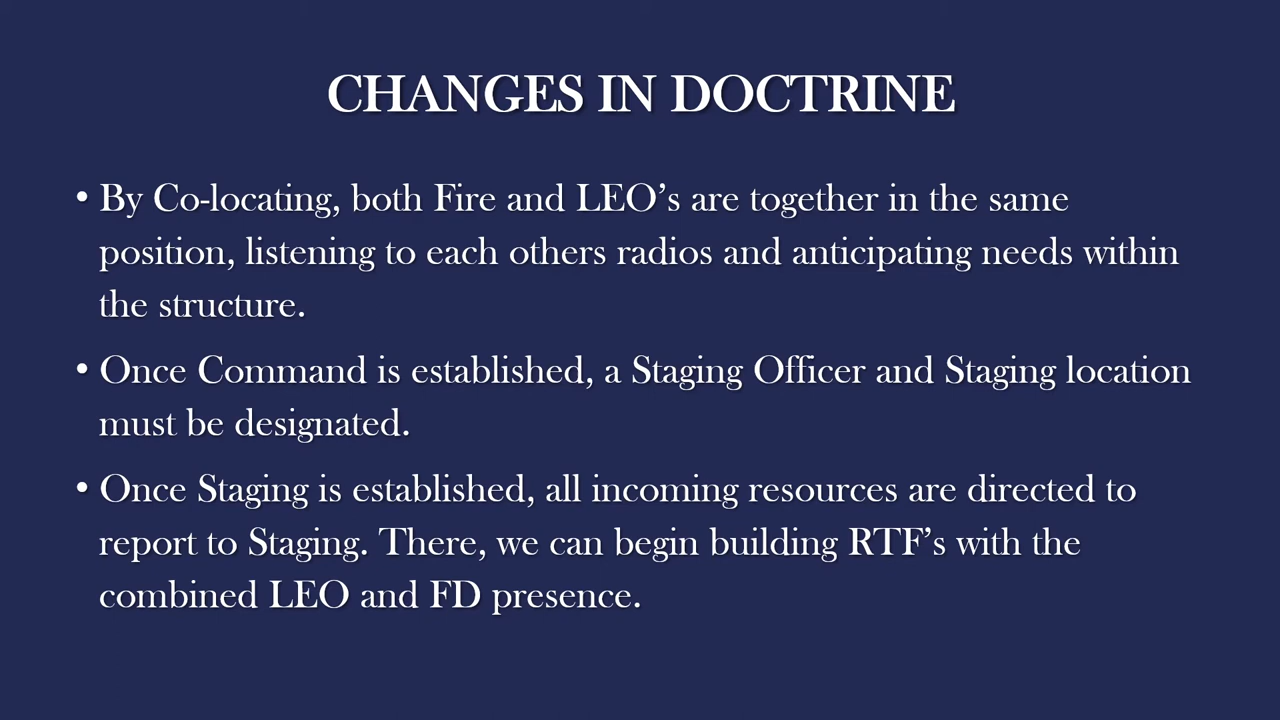 CHANGES IN DOCTRINE
• By Co-locating, both Fire and LEO’s are together in the same
position, listening to each others radios and anticipating needs within
the structure.
• Once Command is established, a Staging Officer and Staging location
must be designated.
• Once Staging is established, all incoming resources are directed to
report to Staging. There, we can begin building RTF’s with the
combined LEO and FD presence.